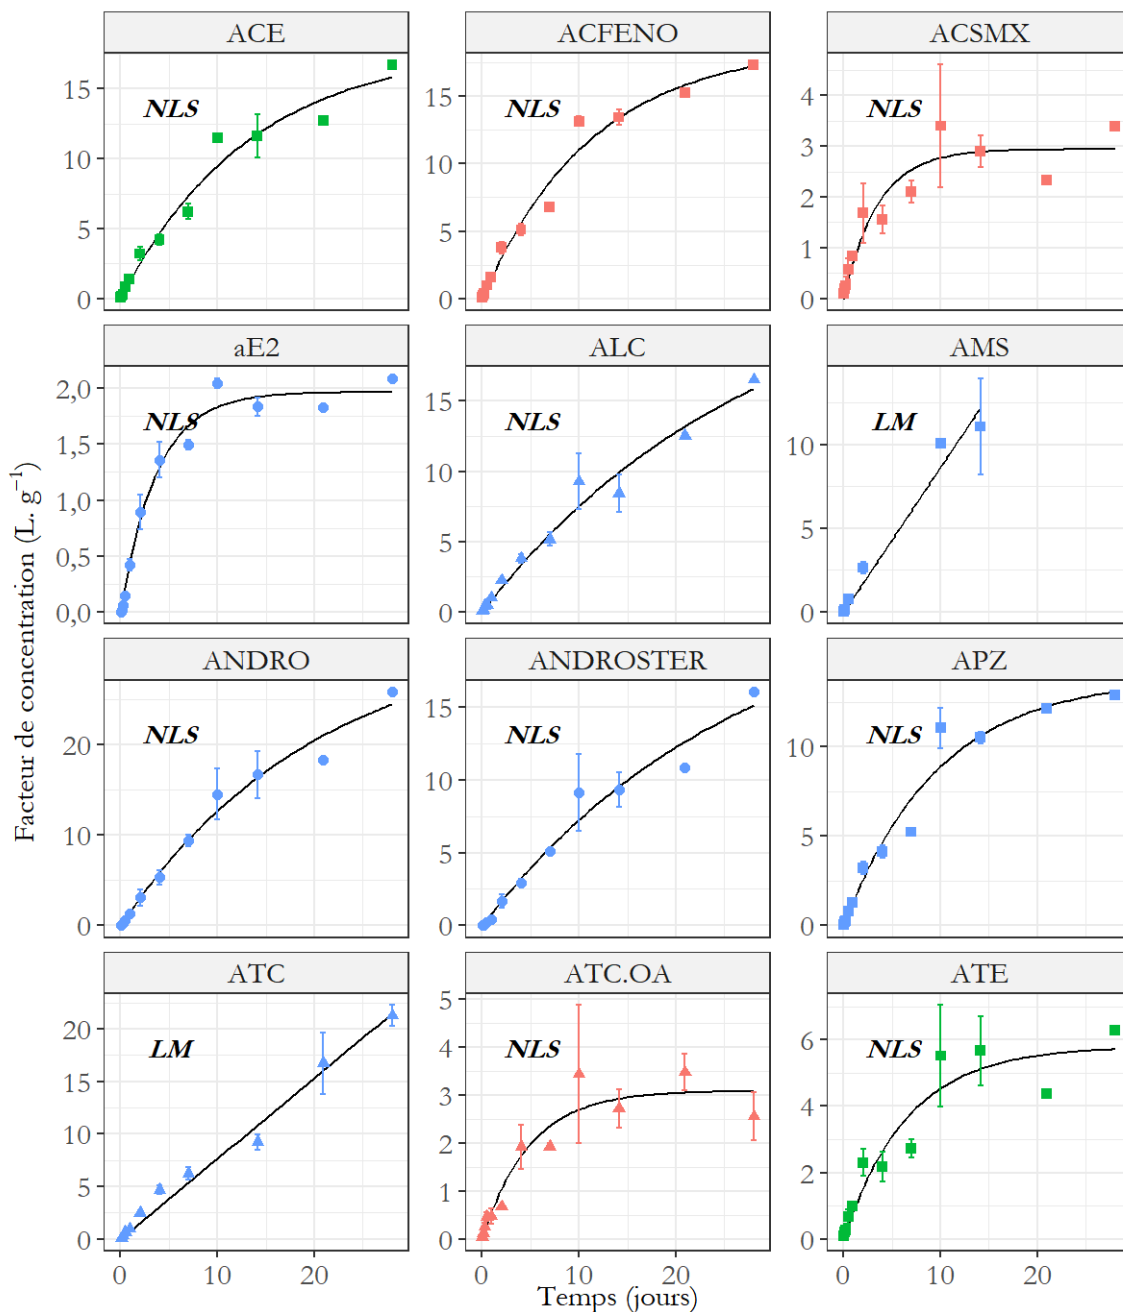 ACE ACFENO ACSMX
NLS NLS NLS
15 10 5 0
15 10 5 0
4 3 2 1 0
aE2 ALC AMS
NLS NLS LM
2,0 1,5 1,0 0,5 0,0
15 10 5 0
10 5 0
Facteur de concentration (L. g⁻¹)
ANDRO ANDROSTER APZ
NLS NLS NLS
20 10 0
15 10 5 0
10 5 0
ATC ATC.OA ATE
LM NLS NLS
20 15 10 5 0
5 4 3 2 1 0
6 4 2 0
0 10 20 0 10 20 0 10 20
Temps (jours)